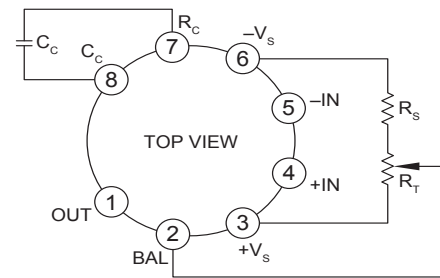 R_C
7
–V_S
6
C_C
C_C
8
5
–IN
R_S
TOP VIEW
4
+IN
R_T
1
OUT
2
BAL
3
+V_S